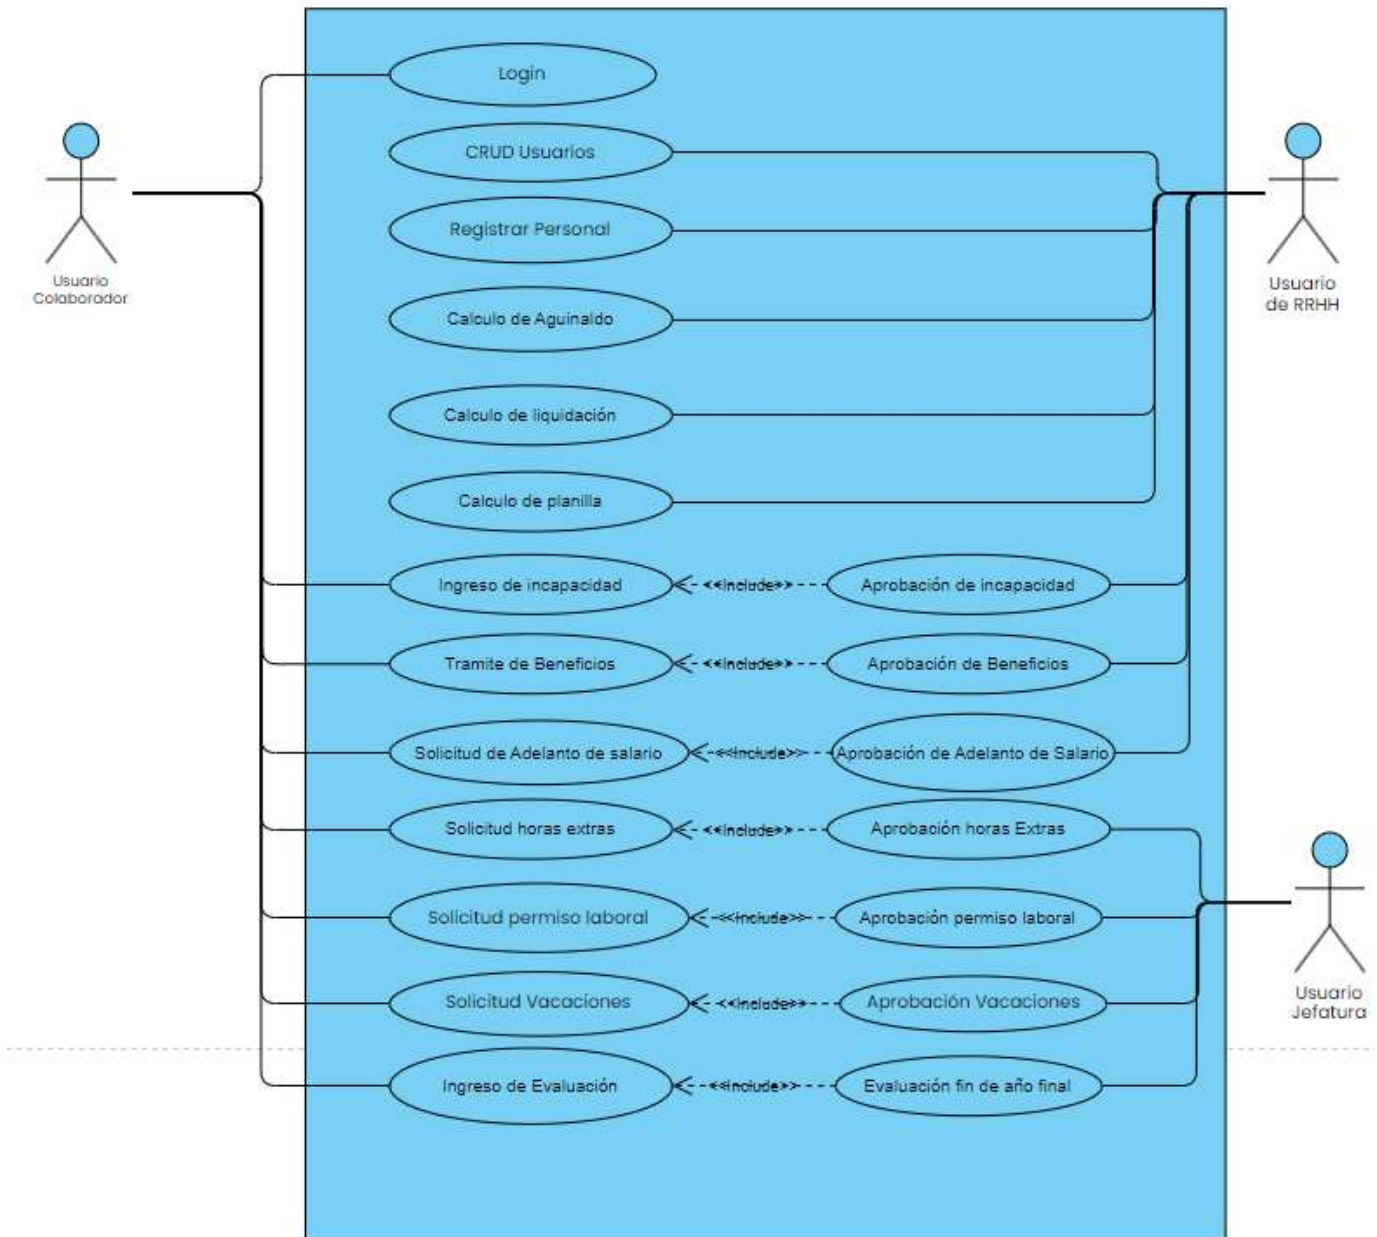 Login
CRUD Usuarios
Registrar Personal
Usuario
Colaborador
Usuario
de RRHH
Calculo de Aguinaldo
Calculo de liquidación
Calculo de planilla
Ingreso de incapacidad
<<Include>>
Aprobación de incapacidad
Tramite de Beneficios
<<Include>>
Aprobación de Beneficios
Solicitud de Adelanto de salario
<<Include>>
Aprobación de Adelanto de Salario
Solicitud horas extras
<<Include>>
Aprobación horas Extras
Solicitud permiso laboral
<<Include>>
Aprobación permiso laboral
Solicitud Vacaciones
<<Include>>
Aprobación Vacaciones
Usuario
Jefatura
Ingreso de Evaluación
<<Include>>
Evaluación fin de año final